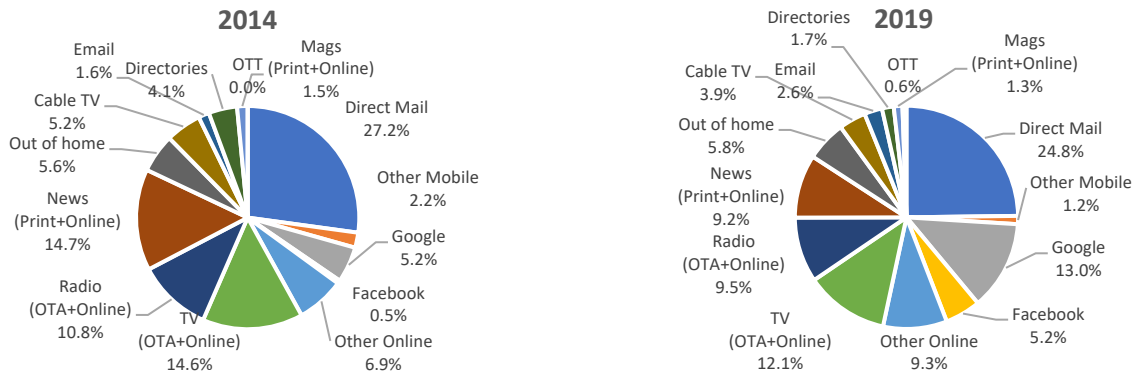 2014
Email
1.6%
Directories
4.1%
OTT
0.0%
Mags
(Print+Online)
1.5%
Direct Mail
27.2%
Other Mobile
2.2%
Google
5.2%
Facebook
0.5%
Other Online
6.9%
TV
(OTA+Online)
14.6%
Radio
(OTA+Online)
10.8%
News
(Print+Online)
14.7%
Out of home
5.6%
Cable TV
5.2%
2019
Directories
1.7%
OTT
0.6%
Mags
(Print+Online)
1.3%
Direct Mail
24.8%
Other Mobile
1.2%
Google
13.0%
Facebook
5.2%
Other Online
9.3%
TV
(OTA+Online)
12.1%
Radio
(OTA+Online)
9.5%
News
(Print+Online)
9.2%
Out of home
5.8%
Cable TV
3.9%
Email
2.6%